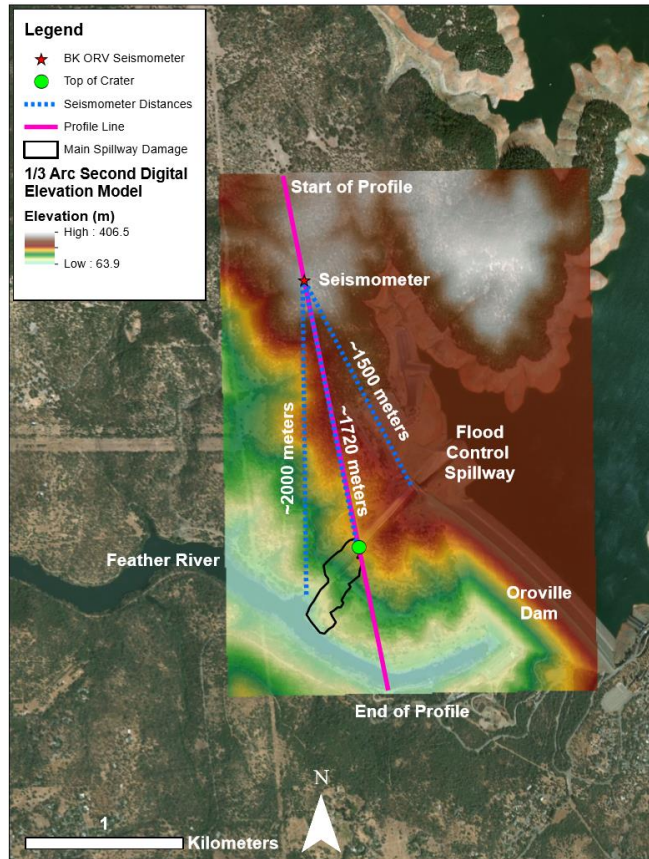 Legend
BK ORV Seismometer
Top of Crater
Seismometer Distances
Profile Line
Main Spillway Damage
1/3 Arc Second Digital
Elevation Model
Elevation (m)
High : 406.5
Low : 63.9
Start of Profile
Seismometer
~1500 meters
~1720 meters
~2000 meters
Flood
Control
Spillway
Feather River
Oroville
Dam
End of Profile
N
1
Kilometers